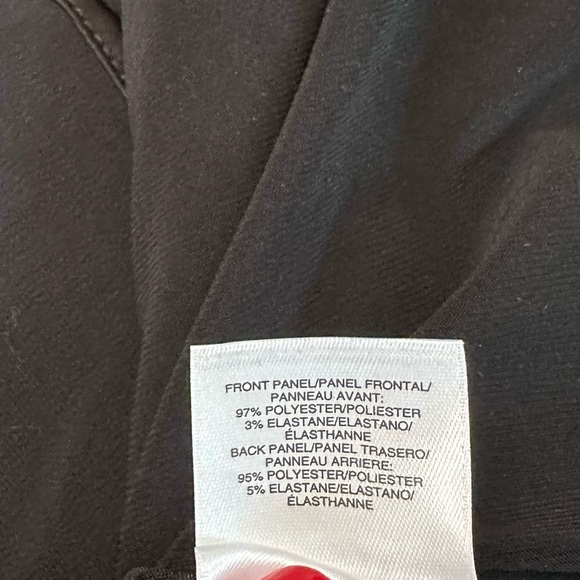 FRONT PANEL/PANEL FRONTAL/
PANNEAU AVANT:
97% POLYESTER/POLIESTER
3% ELASTANE/ELASTANO/
ÉLASTHANNE
BACK PANEL/PANEL TRASERO/
PANNEAU ARRIERE:
95% POLYESTER/POLIESTER
5% ELASTANE/ELASTANO/
ÉLASTHANNE